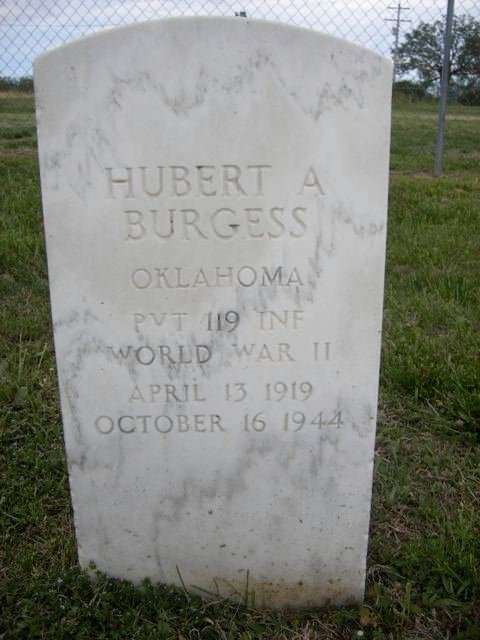 HUBERT A
BURGESS
OKLAHOMA
PVT 119 INF
WORLD WAR II
APRIL 13 1919
OCTOBER 16 1944